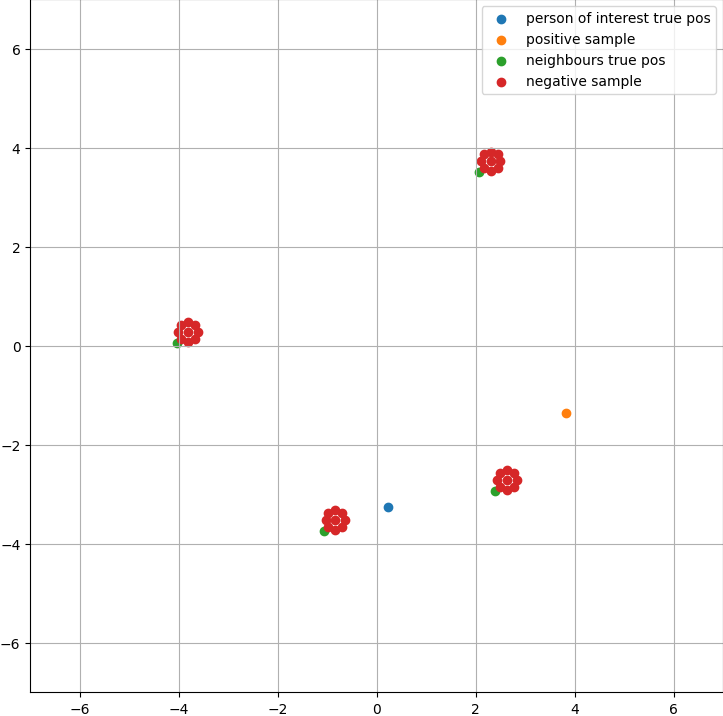 person of interest true pos
positive sample
neighbours true pos
negative sample
6
4
2
0
−2
−4
−6
−6 −4 −2 0 2 4 6